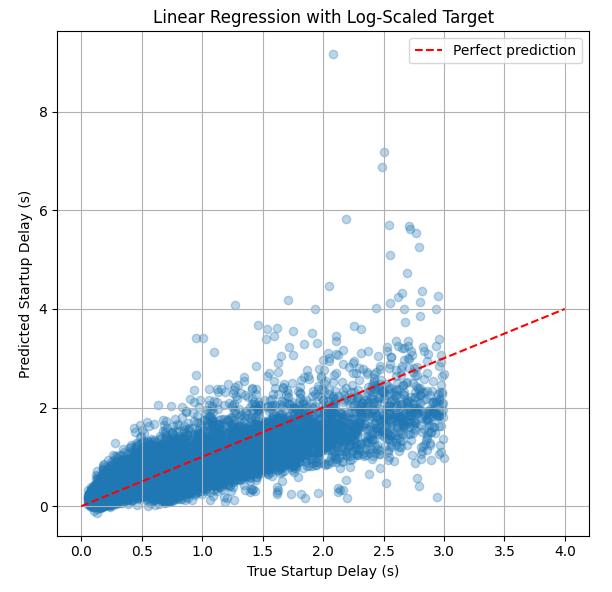 Linear Regression with Log-Scaled Target
Perfect prediction
Predicted Startup Delay (s)
8
6
4
2
0
0.0 0.5 1.0 1.5 2.0 2.5 3.0 3.5 4.0
True Startup Delay (s)